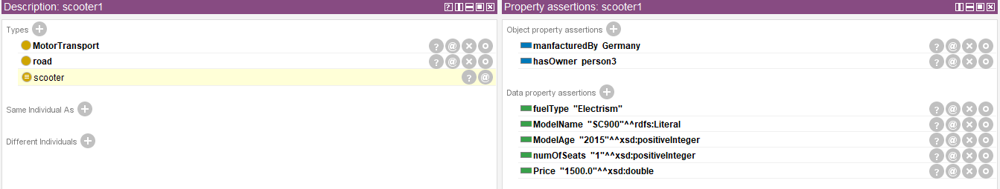 Description: scooter1
Types
MotorTransport
road
scooter
Same Individual As
Different Individuals
Property assertions: scooter1
Object property assertions
manfacturedBy Germany
hasOwner person3
Data property assertions
fuelType "Electrism"
ModelName "SC900"^^rdfs:Literal
ModelAge "2015"^^xsd:positiveInteger
numOfSeats "1"^^xsd:positiveInteger
Price "1500.0"^^xsd:double